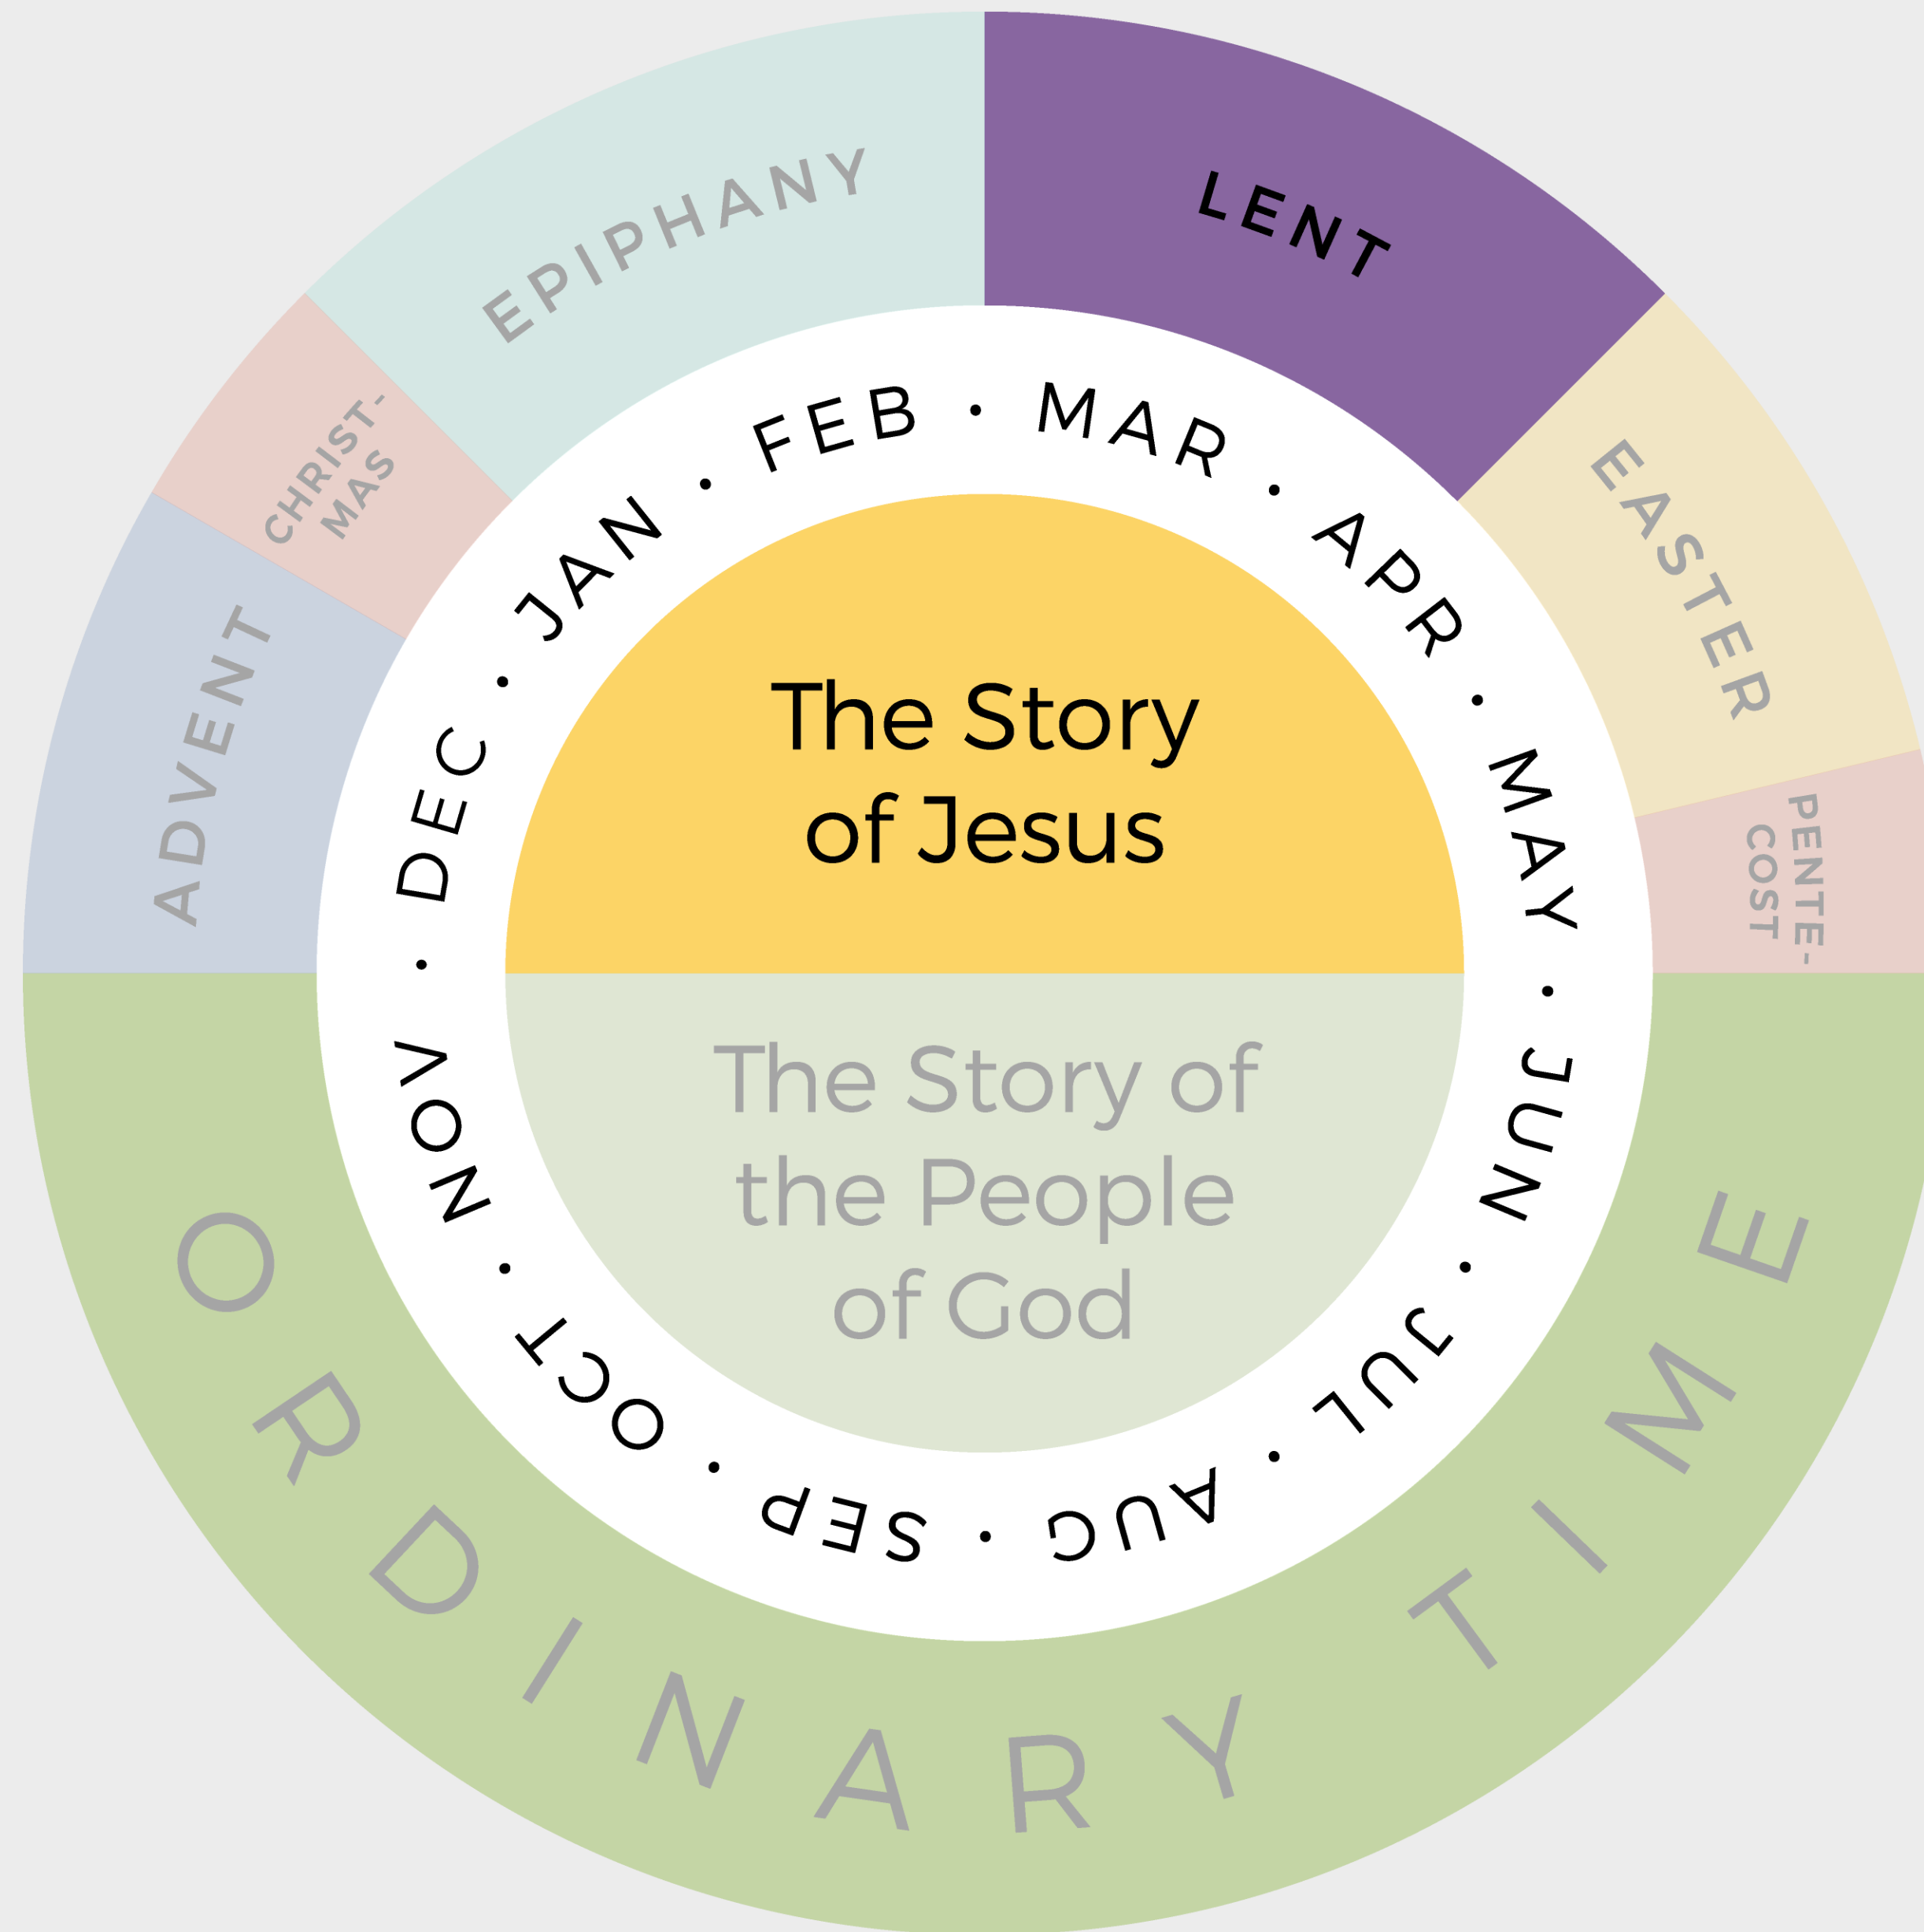 ADVENT
CHRIST-
MAS
EPIPHANY
LENT
EASTER
PENTE-
COST
ORDINARY TIME
JAN • FEB • MAR • APR • MAY • JUN • JUL • AUG • SEP • OCT • NOV • DEC •
The Story
of Jesus
The Story of
the People
of God